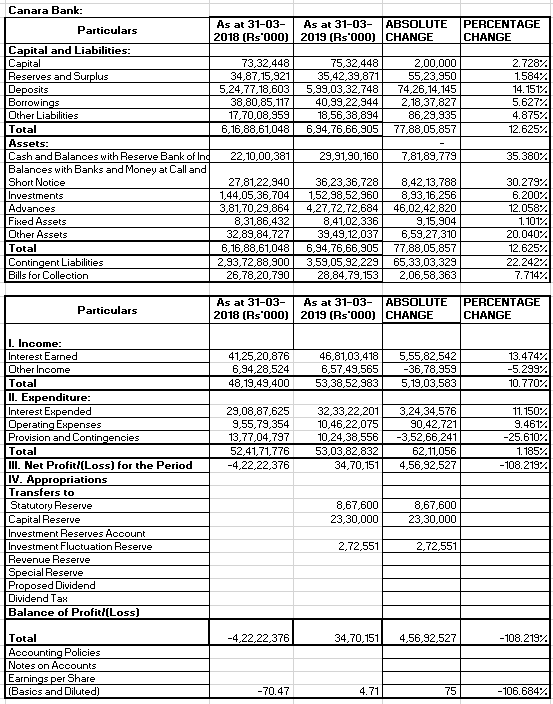 Canara Bank:
Particulars As at 31-03-2018 (Rs'000) As at 31-03-2019 (Rs'000) ABSOLUTE CHANGE PERCENTAGE CHANGE
Capital and Liabilities:
Capital 73,32,448 75,32,448 2,00,000 2.728%
Reserves and Surplus 34,87,15,921 35,42,39,871 55,23,950 1.584%
Deposits 5,24,77,18,603 5,99,03,32,748 74,26,14,145 14.151%
Borrowings 38,80,85,117 40,99,22,944 2,18,37,827 5.627%
Other Liabilities 17,70,08,959 18,56,38,894 86,29,935 4.875%
Total 6,16,88,61,048 6,94,76,66,905 77,88,05,857 12.625%
Assets: -
Cash and Balances with Reserve Bank of Ind 22,10,00,381 29,91,90,160 7,81,89,779 35.380%
Balances with Banks and Money at Call and
Short Notice 27,81,22,940 36,23,36,728 8,42,13,788 30.279%
Investments 1,44,05,36,704 1,52,98,52,960 8,93,16,256 6.200%
Advances 3,81,70,29,864 4,27,72,72,684 46,02,42,820 12.058%
Fixed Assets 8,31,86,432 8,41,02,336 9,15,904 1.101%
Other Assets 32,89,84,727 39,49,12,037 6,59,27,310 20.040%
Total 6,16,88,61,048 6,94,76,66,905 77,88,05,857 12.625%
Contingent Liabilities 2,93,72,88,900 3,59,05,92,229 65,33,03,329 22.242%
Bills for Collection 26,78,20,790 28,84,79,153 2,06,58,363 7.714%
Particulars As at 31-03-2018 (Rs'000) As at 31-03-2019 (Rs'000) ABSOLUTE CHANGE PERCENTAGE CHANGE
I. Income:
Interest Earned 41,25,20,876 46,81,03,418 5,55,82,542 13.474%
Other Income 6,94,28,524 6,57,49,565 -36,78,959 -5.299%
Total 48,19,49,400 53,38,52,983 5,19,03,583 10.770%
II. Expenditure:
Interest Expended 29,08,87,625 32,33,22,201 3,24,34,576 11.150%
Operating Expenses 9,55,79,354 10,46,22,075 90,42,721 9.461%
Provision and Contingencies 13,77,04,797 10,24,38,556 -3,52,66,241 -25.610%
Total 52,41,71,776 53,03,82,832 62,11,056 1.185%
III. Net Profit/(Loss) for the Period -4,22,22,376 34,70,151 4,56,92,527 -108.219%
IV. Appropriations
Transfers to
Statutory Reserve 8,67,600 8,67,600
Capital Reserve 23,30,000 23,30,000
Investment Reserves Account
Investment Fluctuation Reserve 2,72,551 2,72,551
Revenue Reserve
Special Reserve
Proposed Dividend
Dividend Tax
Balance of Profit/(Loss)
Total -4,22,22,376 34,70,151 4,56,92,527 -108.219%
Accounting Policies
Notes on Accounts
Earnings per Share
(Basics and Diluted) -70.47 4.71 75 -106.684%